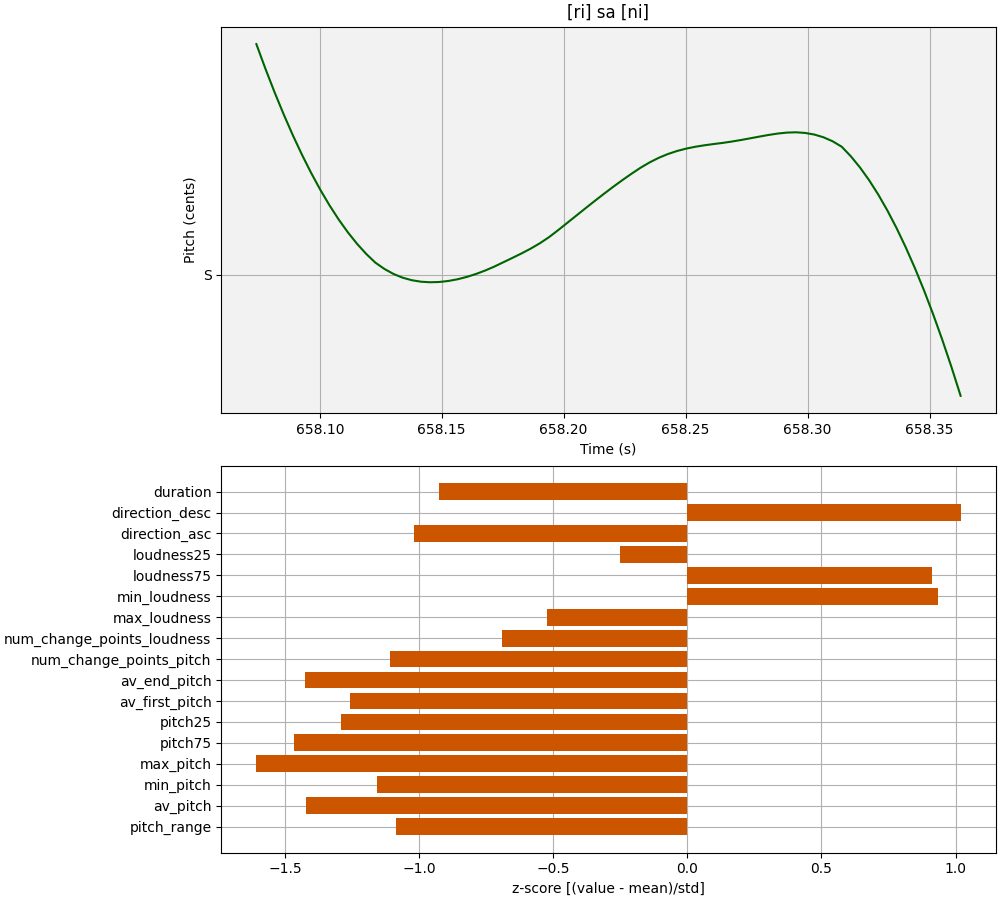 [ri] sa [ni]
Pitch (cents)
S
658.10 658.15 658.20 658.25 658.30 658.35
Time (s)
duration
direction_desc
direction_asc
loudness25
loudness75
min_loudness
max_loudness
num_change_points_loudness
num_change_points_pitch
av_end_pitch
av_first_pitch
pitch25
pitch75
max_pitch
min_pitch
av_pitch
pitch_range
−1.5 −1.0 −0.5 0.0 0.5 1.0
z-score [(value - mean)/std]